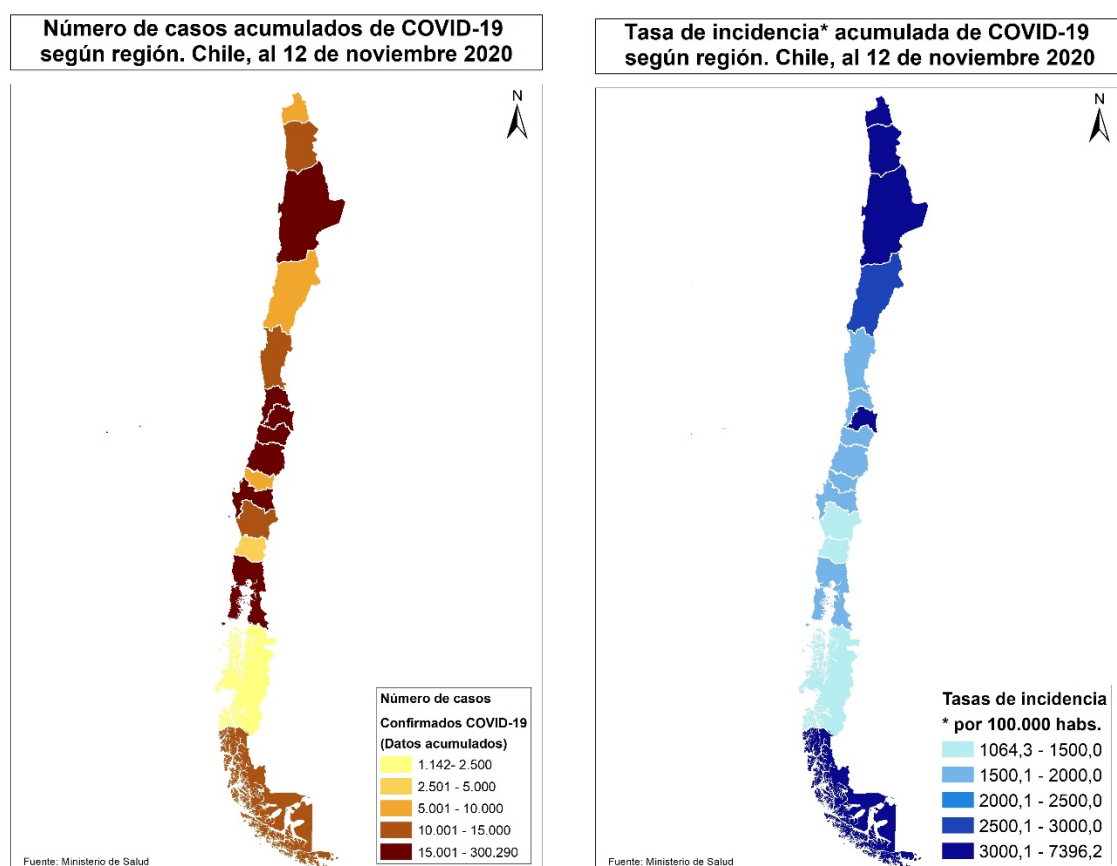 Número de casos acumulados de COVID-19
según región. Chile, al 12 de noviembre 2020
N
Número de casos
Confirmados COVID-19
(Datos acumulados)
1.142- 2.500
2.501 - 5.000
5.001 - 10.000
10.001 - 15.000
15.001 - 300.290
Fuente: Ministerio de Salud
Tasa de incidencia* acumulada de COVID-19
según región. Chile, al 12 de noviembre 2020
N
Tasas de incidencia
* por 100.000 habs.
1064,3 - 1500,0
1500,1 - 2000,0
2000,1 - 2500,0
2500,1 - 3000,0
3000,1 - 7396,2
Fuente: Ministerio de Salud